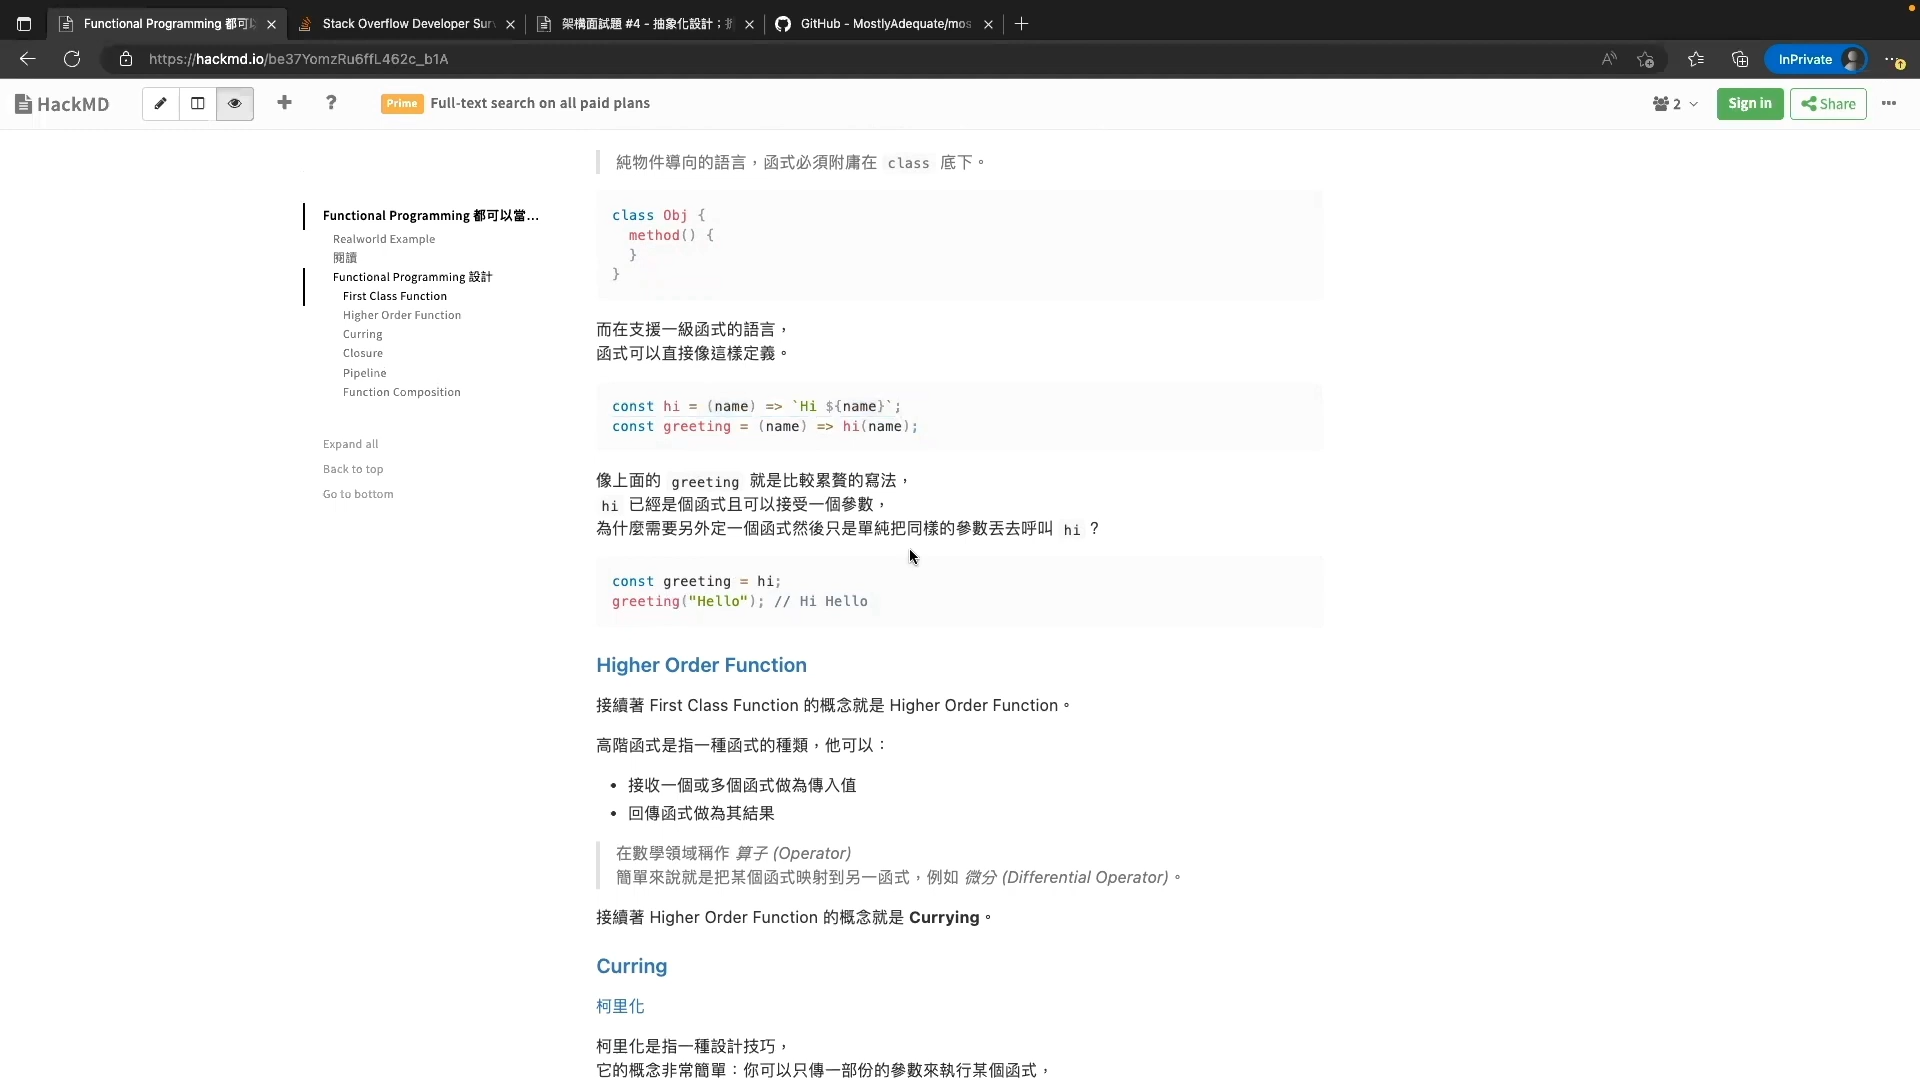 Functional Programming 都可以
Stack Overflow Developer Sur
架構面試題 #4 - 抽象化設計；
GitHub - MostlyAdequate/mos
https://hackmd.io/be37YomzRu6ffL462c_b1A
InPrivate
HackMD
Prime Full-text search on all paid plans
2
Sign in
Share
Functional Programming 都可以當...
Realworld Example
閱讀
Functional Programming 設計
First Class Function
Higher Order Function
Curring
Closure
Pipeline
Function Composition
Expand all
Back to top
Go to bottom
純物件導向的語言，函式必須附庸在 class 底下。
class Obj {
method() {
}
}
而在支援一級函式的語言，
函式可以直接像這樣定義。
const hi = (name) => `Hi ${name}`;
const greeting = (name) => hi(name);
像上面的 greeting 就是比較累贅的寫法，
hi 已經是個函式且可以接受一個參數，
為什麼需要另外定一個函式然後只是單純把同樣的參數丟去呼叫 hi ?
const greeting = hi;
greeting("Hello"); // Hi Hello
Higher Order Function
接續著 First Class Function 的概念就是 Higher Order Function。
高階函式是指一種函式的種類，他可以：
• 接收一個或多個函式做為傳入值
• 回傳函式做為其結果
在數學領域稱作 算子 (Operator)
簡單來說就是把某個函式映射到另一函式，例如 微分 (Differential Operator)。
接續著 Higher Order Function 的概念就是 Currying。
Curring
柯里化
柯里化是指一種設計技巧，
它的概念非常簡單：你可以只傳一部份的參數來執行某個函式，